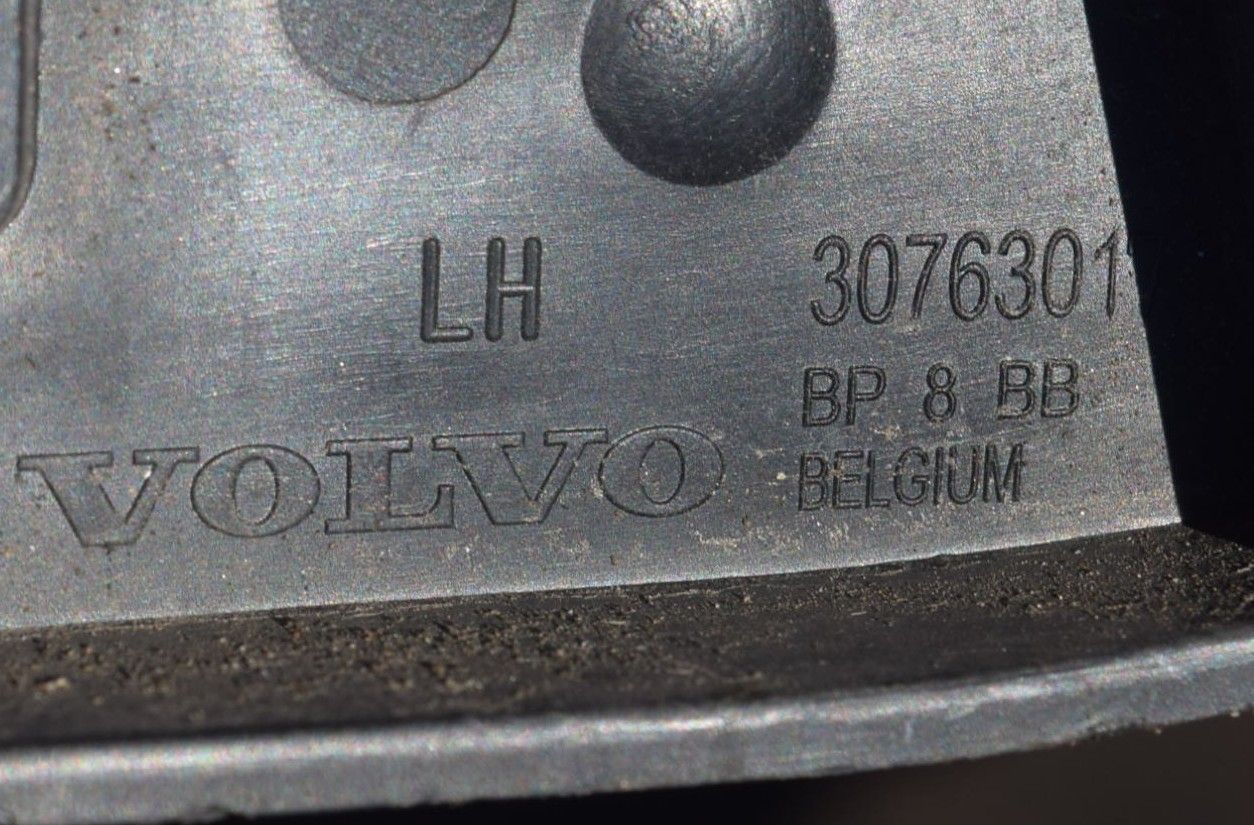 LH
3076301
BP 8 BB
BELGIUM
VOLVO